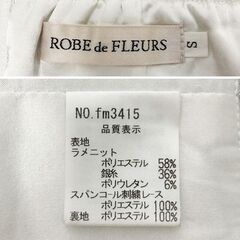 ROBE de FLEURS
S
NO.fm3415
品質表示
表地
ラメニット
ポリエステル 58%
銀糸 36%
ポリウレタン 6%
スパンコール刺繍レース
ポリエステル 100%
裏地 ポリエステル 100%